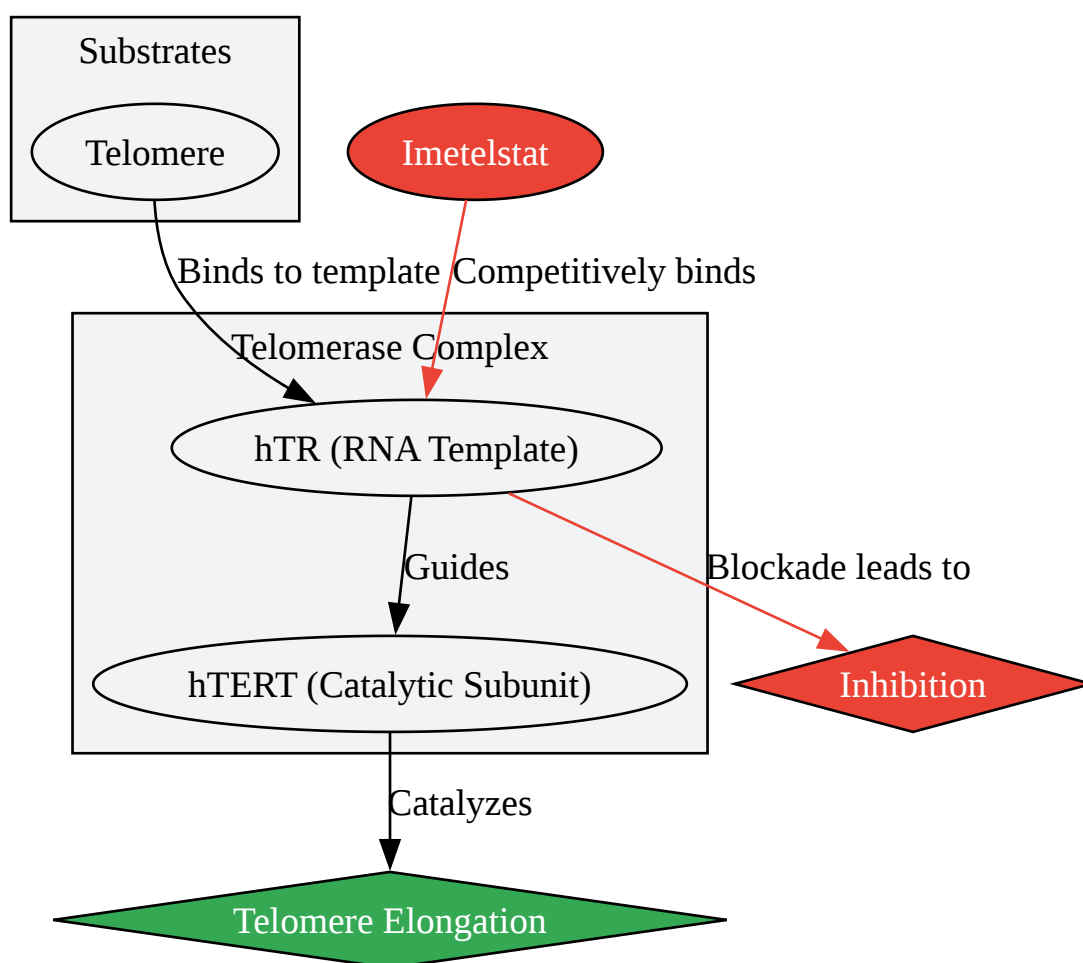 Substrates
Telomere
Imetelstat
Binds to template
Competitively binds
Telomerase Complex
hTR (RNA Template)
Guides
Blockade leads to
hTERT (Catalytic Subunit)
Inhibition
Catalyzes
Telomere Elongation